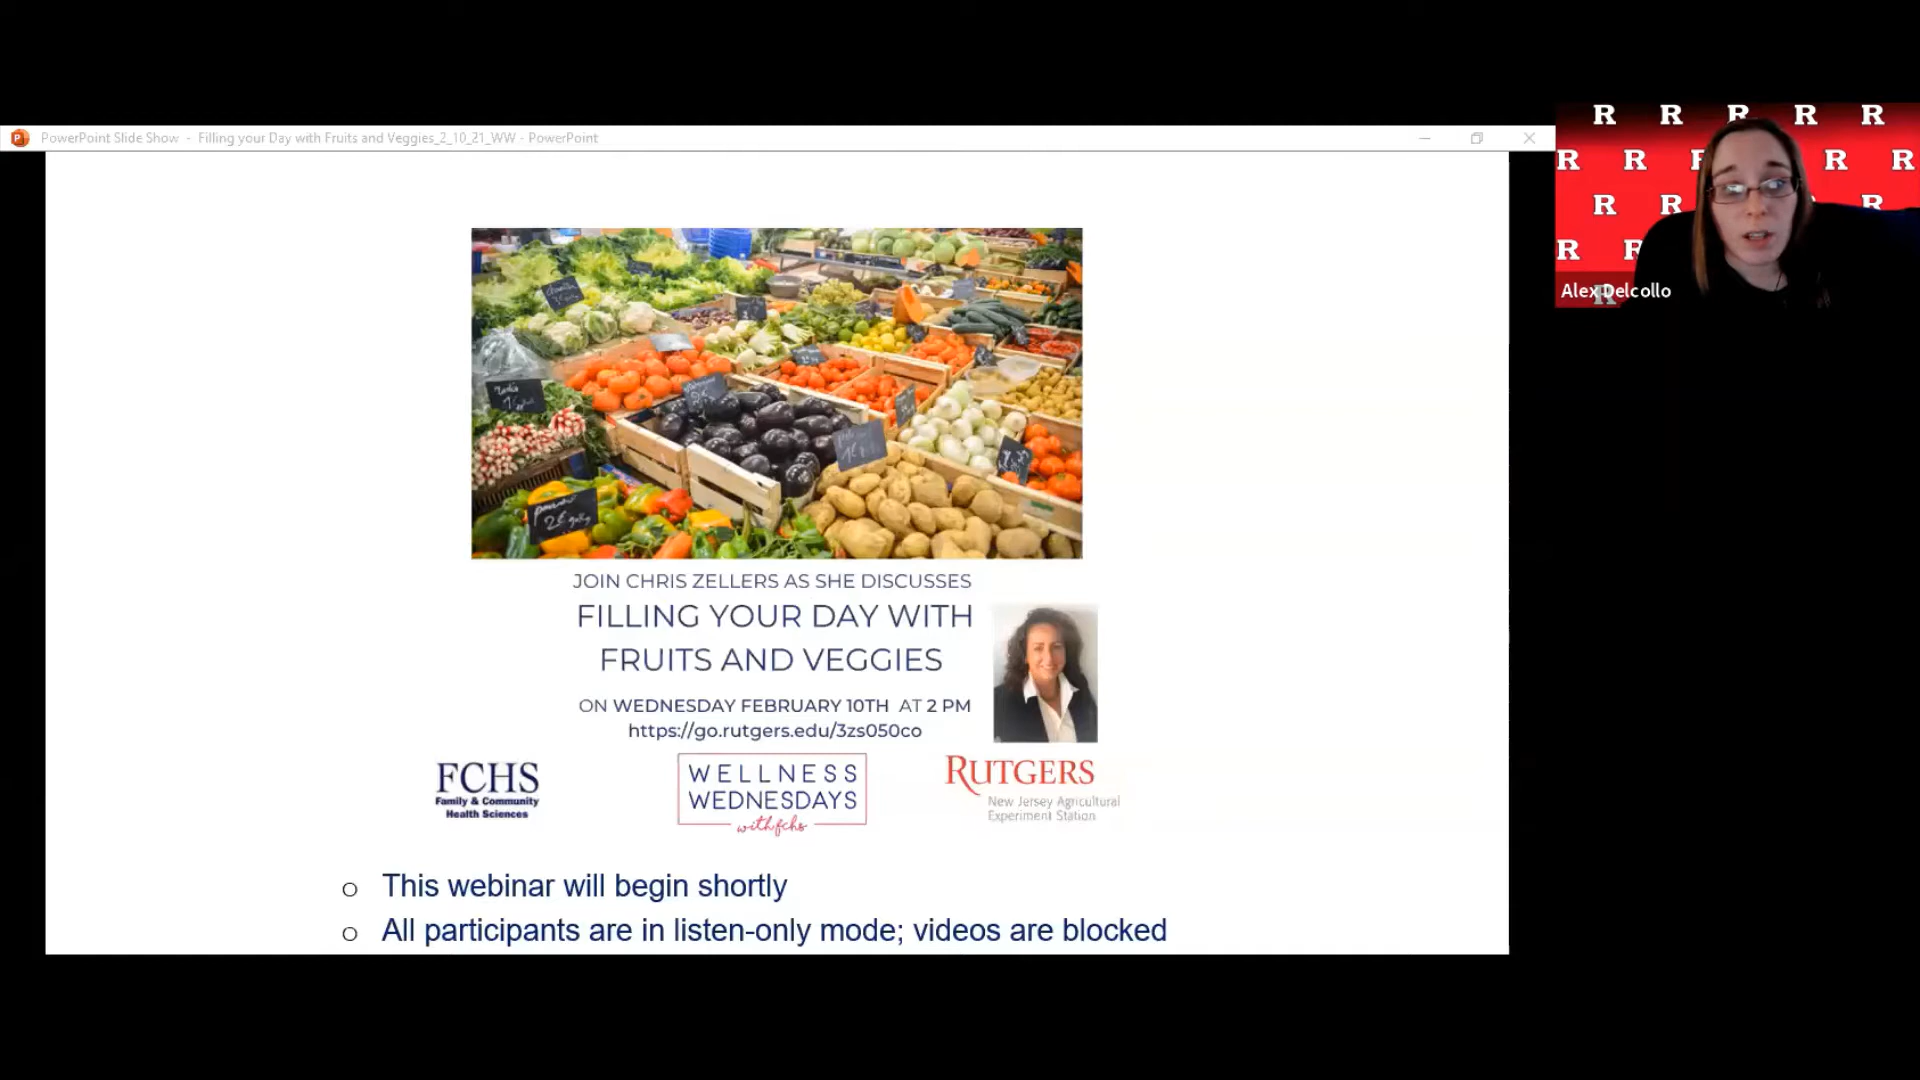 PowerPoint Slide Show - Filling your Day with Fruits and Veggies_2_10_21_WW - PowerPoint
R R R R R
R R R R
R R R
R R
Alex Delcollo
JOIN CHRIS ZELLERS AS SHE DISCUSSES
FILLING YOUR DAY WITH
FRUITS AND VEGGIES
ON WEDNESDAY FEBRUARY 10TH AT 2 PM
https://go.rutgers.edu/3zs050co
FCHS
Family & Community
Health Sciences
WELLNESS
WEDNESDAYS
with fchs
RUTGERS
New Jersey Agricultural
Experiment Station
This webinar will begin shortly
All participants are in listen-only mode; videos are blocked